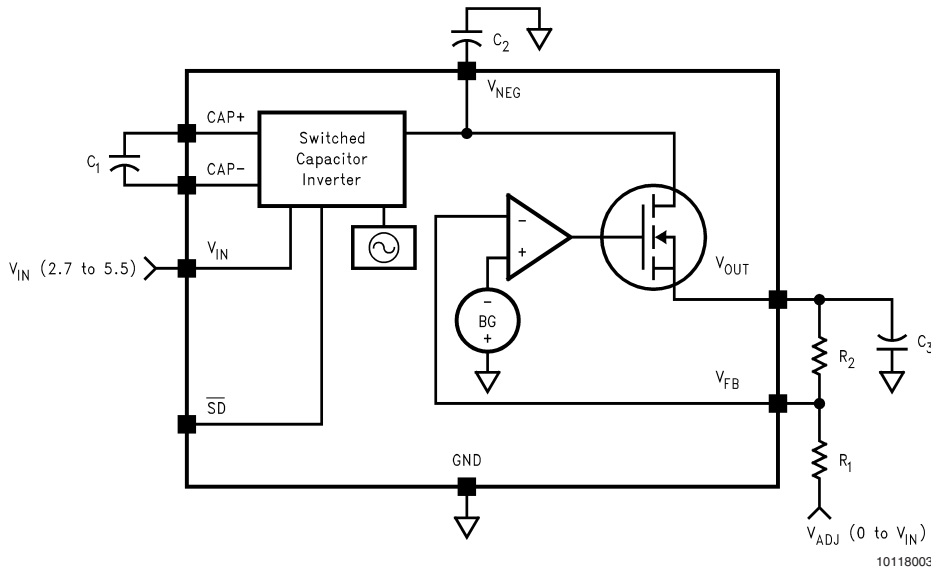 C2
VNEG
CAP+
Switched
Capacitor
Inverter
C1
CAP-
VIN
VIN (2.7 to 5.5)
−
+
VOUT
−
BG
+
C3
R2
VFB
SD
GND
R1
VADJ (0 to VIN)
10118003